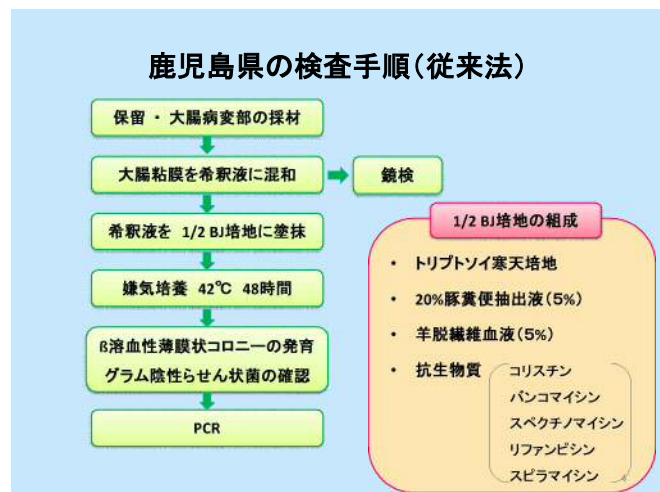 鹿児島県の検査手順(従来法)
保留 ・ 大腸病変部の採材
大腸粘膜を希釈液に混和
鏡検
希釈液を 1/2 BJ培地に塗抹
嫌気培養 42℃ 48時間
ß溶血性薄膜状コロニーの発育
グラム陰性らせん状菌の確認
PCR
1/2 BJ培地の組成
・ トリプトソイ寒天培地
・ 20%豚糞便抽出液(5%)
・ 羊脱繊維血液(5%)
・ 抗生物質
コリスチン
バンコマイシン
スペクチノマイシン
リファンピシン
スピラマイシン
4